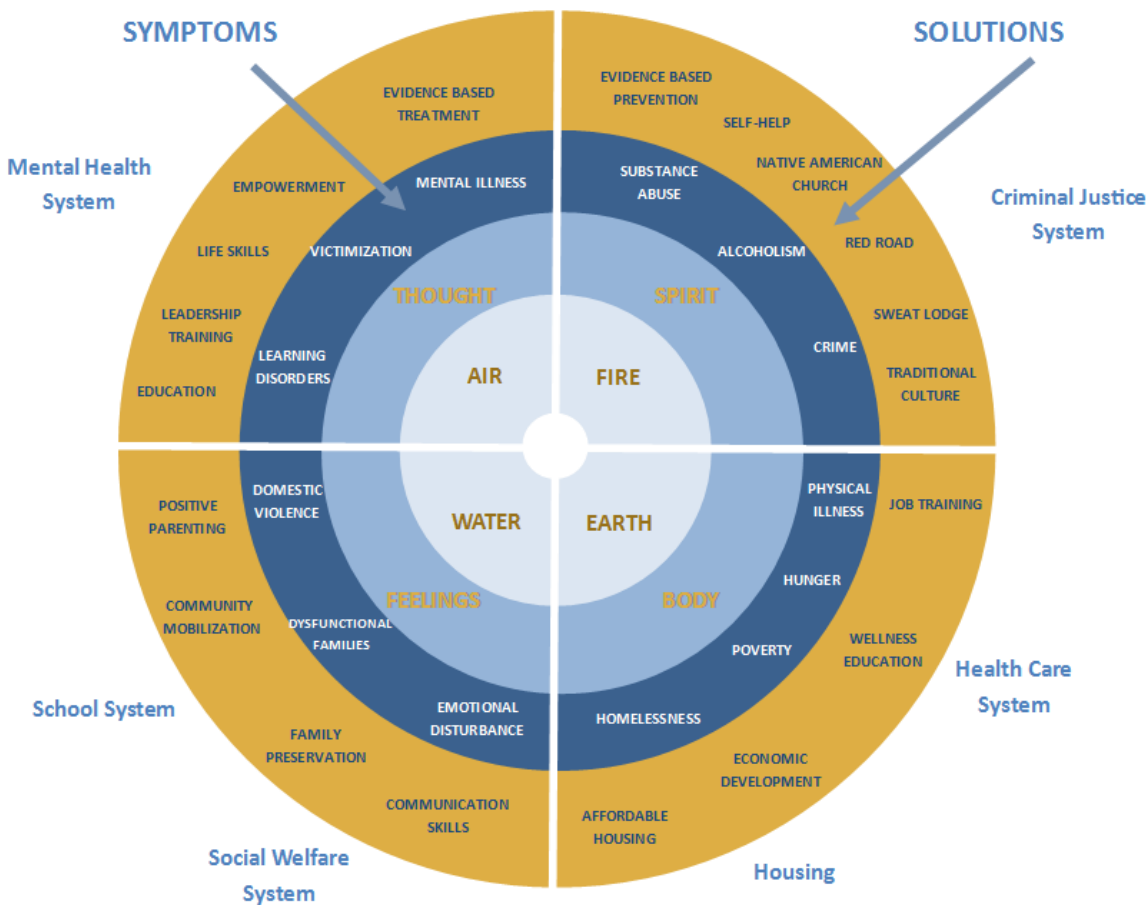 SYMPTOMS
SOLUTIONS
Mental Health
System
Criminal Justice
System
School System
Health Care
System
Social Welfare
System
Housing
EVIDENCE BASED
TREATMENT
EMPOWERMENT
LIFE SKILLS
LEADERSHIP
TRAINING
EDUCATION
MENTAL ILLNESS
VICTIMIZATION
LEARNING
DISORDERS
THOUGHT
AIR
EVIDENCE BASED
PREVENTION
SELF-HELP
NATIVE AMERICAN
CHURCH
RED ROAD
SWEAT LODGE
TRADITIONAL
CULTURE
SUBSTANCE
ABUSE
ALCOHOLISM
CRIME
SPIRIT
FIRE
POSITIVE
PARENTING
COMMUNITY
MOBILIZATION
FAMILY
PRESERVATION
COMMUNICATION
SKILLS
DOMESTIC
VIOLENCE
DYSFUNCTIONAL
FAMILIES
EMOTIONAL
DISTURBANCE
FEELINGS
WATER
JOB TRAINING
WELLNESS
EDUCATION
ECONOMIC
DEVELOPMENT
AFFORDABLE
HOUSING
PHYSICAL
ILLNESS
HUNGER
POVERTY
HOMELESSNESS
BODY
EARTH